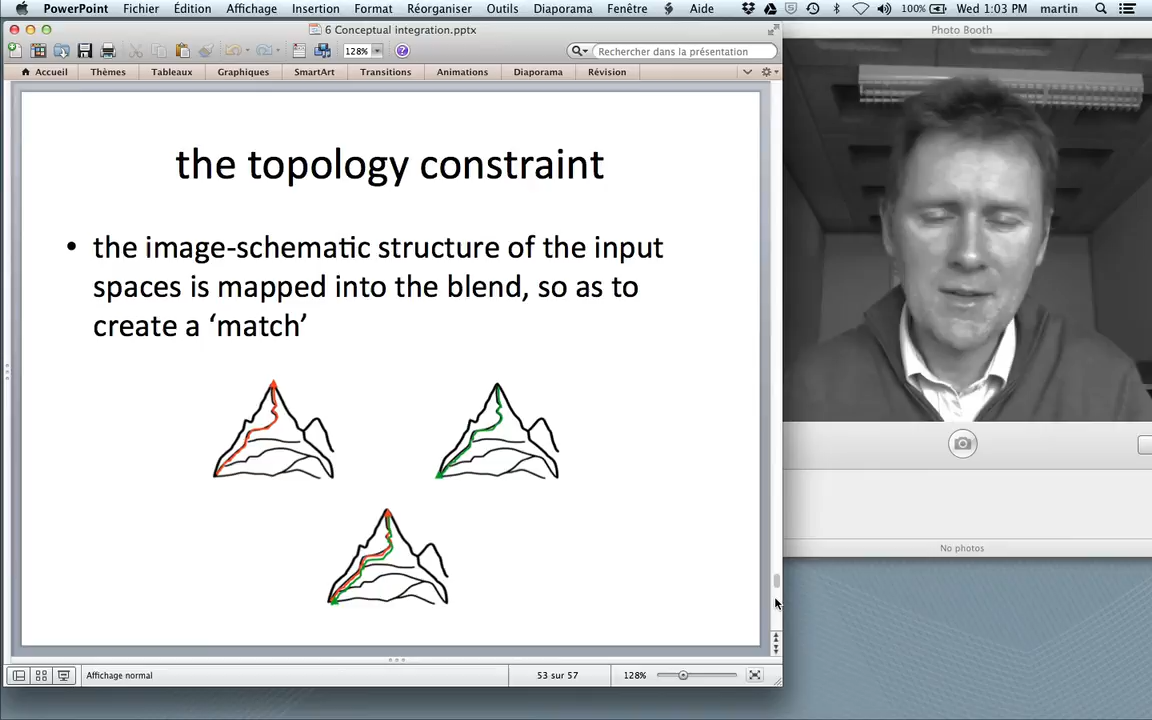 PowerPoint Fichier Édition Affichage Insertion Format Réorganiser Outils Diaporama Fenêtre Aide 100% Wed 1:03 PM martin
6 Conceptual integration.pptx
Photo Booth
128% Rechercher dans la présentation
Accueil Thèmes Tableaux Graphiques SmartArt Transitions Animations Diaporama Révision
the topology constraint
• the image-schematic structure of the input
spaces is mapped into the blend, so as to
create a ‘match’
No photos
Affichage normal 53 sur 57 128%